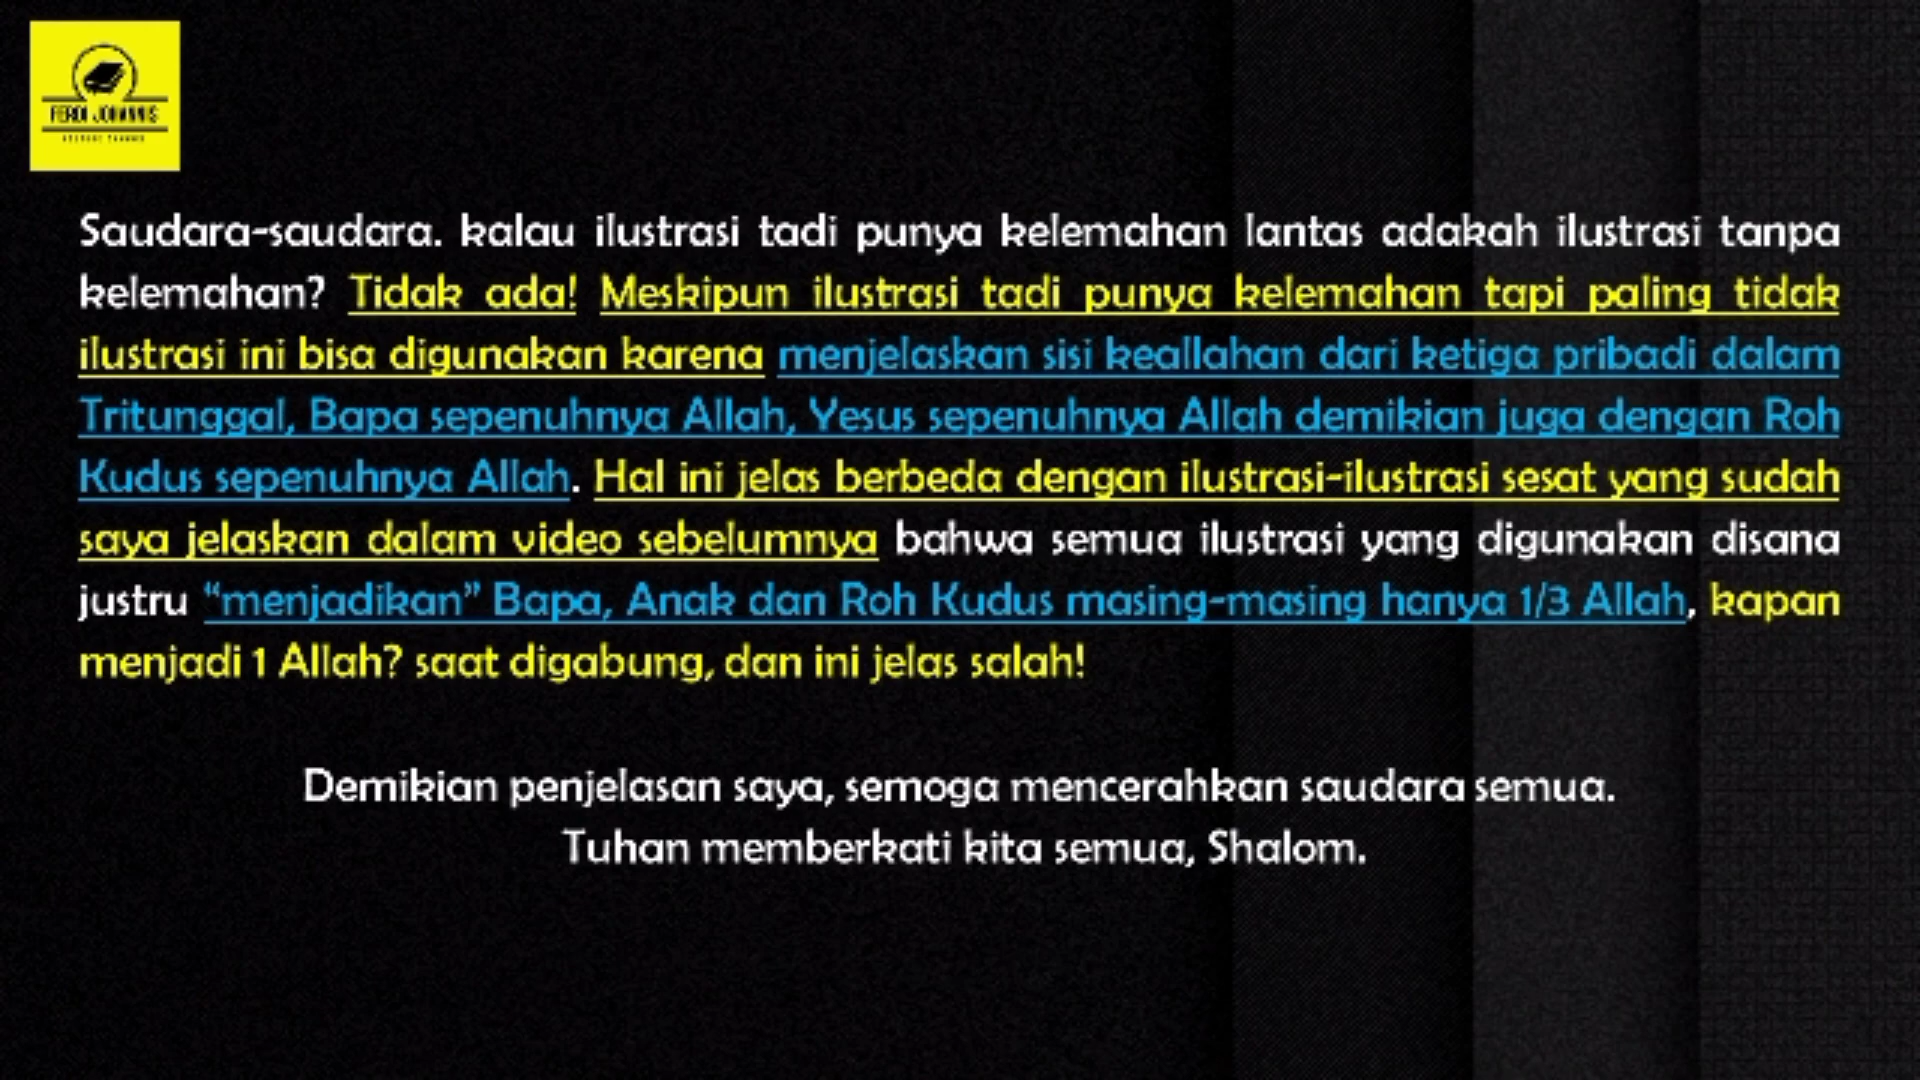 FERDI JOHANNIS
Saudara-saudara. kalau ilustrasi tadi punya kelemahan lantas adakah ilustrasi tanpa
kelemahan? Tidak ada! Meskipun ilustrasi tadi punya kelemahan tapi paling tidak
ilustrasi ini bisa digunakan karena menjelaskan sisi keallahan dari ketiga pribadi dalam
Tritunggal, Bapa sepenuhnya Allah, Yesus sepenuhnya Allah demikian juga dengan Roh
Kudus sepenuhnya Allah. Hal ini jelas berbeda dengan ilustrasi-ilustrasi sesat yang sudah
saya jelaskan dalam video sebelumnya bahwa semua ilustrasi yang digunakan disana
justru “menjadikan” Bapa, Anak dan Roh Kudus masing-masing hanya 1/3 Allah, kapan
menjadi 1 Allah? saat digabung, dan ini jelas salah!
Demikian penjelasan saya, semoga mencerahkan saudara semua.
Tuhan memberkati kita semua, Shalom.